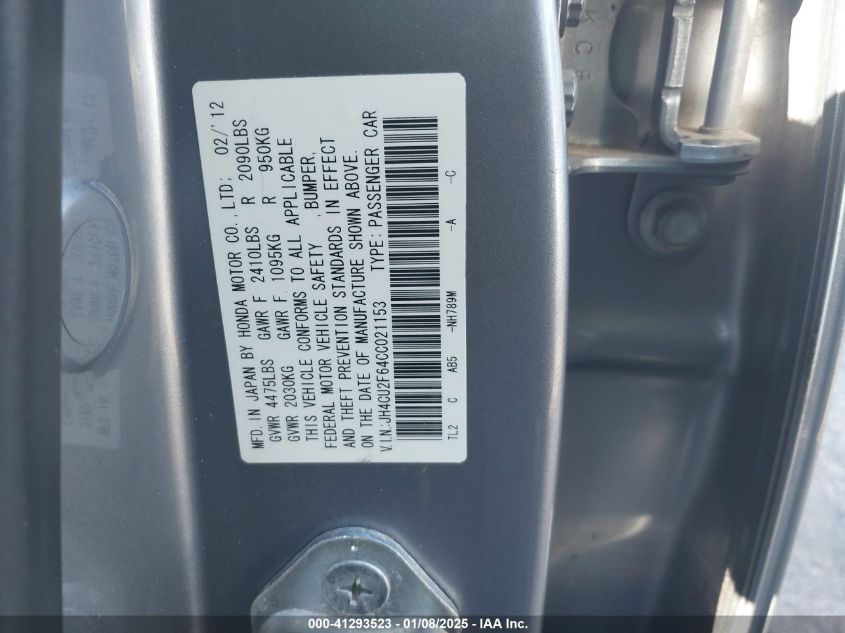 MFD. IN JAPAN BY HONDA MOTOR CO., LTD; 02/'12
GVWR 4475LBS GAWR F 2410LBS R 2090LBS
GVWR 2030KG GAWR F. 1095KG R 950KG
THIS VEHICLE CONFORMS TO ALL APPLICABLE
FEDERAL MOTOR VEHICLE SAFETY , BUMPER,
AND THEFT PREVENTION STANDARDS IN EFFECT
ON THE DATE OF MANUFACTURE SHOWN ABOVE.
V.I.N:JH4CU2F64CC021153 TYPE: PASSENGER CAR
TL2 C AB5 -NH789M -A -C
K C F
000-41293523 - 01/08/2025 - IAA Inc.